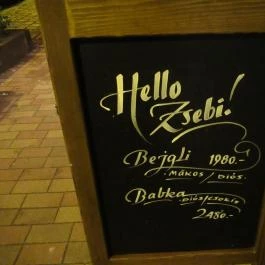 Hello
Zsebi!
Bejgli 1980.-
MÁKOS/DIÓS
Babka
DIÓS/CSOKIS
2480.-